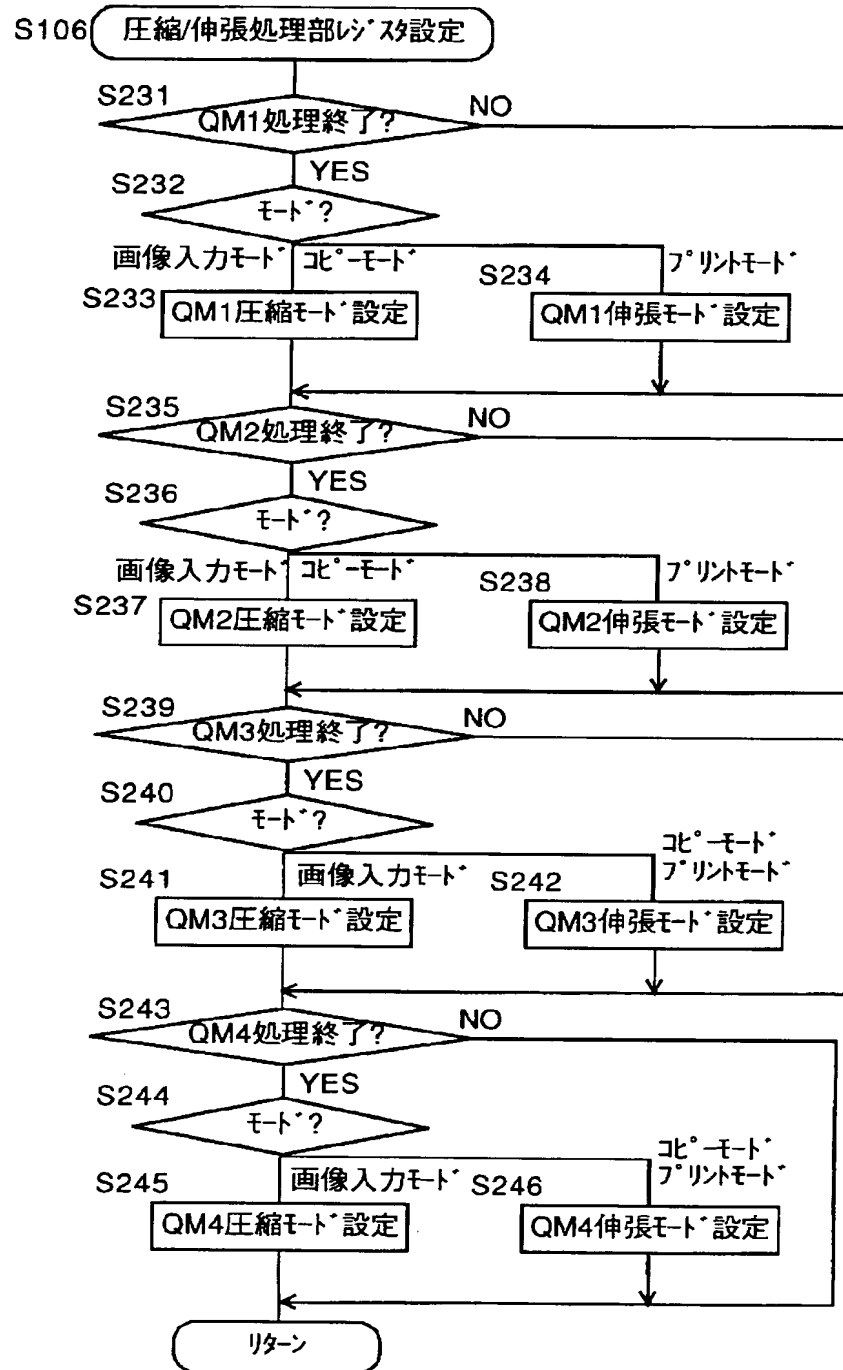 S106 圧縮/伸張処理部ﾚｼﾞｽﾀ設定
S231
QM1処理終了?
NO
YES
S232
ﾓｰﾄﾞ?
画像入力ﾓｰﾄﾞ ｺﾋﾟｰﾓｰﾄﾞ
ﾌﾟﾘﾝﾄﾓｰﾄﾞ
S233 QM1圧縮ﾓｰﾄﾞ設定
S234
QM1伸張ﾓｰﾄﾞ設定
S235
QM2処理終了?
NO
YES
S236
ﾓｰﾄﾞ?
画像入力ﾓｰﾄﾞ ｺﾋﾟｰﾓｰﾄﾞ
ﾌﾟﾘﾝﾄﾓｰﾄﾞ
S237 QM2圧縮ﾓｰﾄﾞ設定
S238
QM2伸張ﾓｰﾄﾞ設定
S239
QM3処理終了?
NO
YES
S240
ﾓｰﾄﾞ?
画像入力ﾓｰﾄﾞ
ｺﾋﾟｰﾓｰﾄﾞ
ﾌﾟﾘﾝﾄﾓｰﾄﾞ
S241
QM3圧縮ﾓｰﾄﾞ設定
S242
QM3伸張ﾓｰﾄﾞ設定
S243
QM4処理終了?
NO
YES
S244
ﾓｰﾄﾞ?
画像入力ﾓｰﾄﾞ
ｺﾋﾟｰﾓｰﾄﾞ
ﾌﾟﾘﾝﾄﾓｰﾄﾞ
S245
QM4圧縮ﾓｰﾄﾞ設定
S246
QM4伸張ﾓｰﾄﾞ設定
ﾘﾀｰﾝ